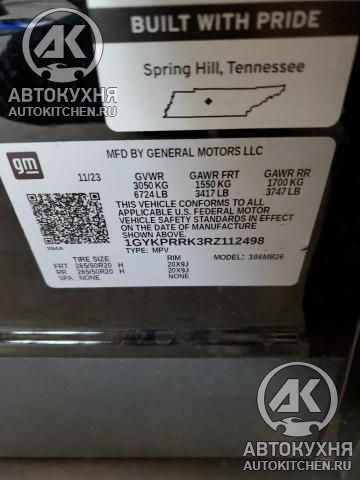 BUILT WITH PRIDE
Spring Hill, Tennessee
gm
MFD BY GENERAL MOTORS LLC
11/23
GVWR
3050 KG
6724 LB
GAWR FRT
1550 KG
3417 LB
GAWR RR
1700 KG
3747 LB
THIS VEHICLE CONFORMS TO ALL
APPLICABLE U.S. FEDERAL MOTOR
VEHICLE SAFETY STANDARDS IN EFFECT
ON THE DATE OF MANUFACTURE
SHOWN ABOVE.
1GYKPRRK3RZ112498
TYPE: MPV
MODEL: 386MB26
TIRE SIZE RIM
FRT 265/50R20 H 20X9J
RR 265/50R20 H 20X9J
SPA NONE NONE
АК
АВТОКУХНЯ
AUTOKITCHEN.RU
АК
АВТОКУХНЯ
AUTOKITCHEN.RU